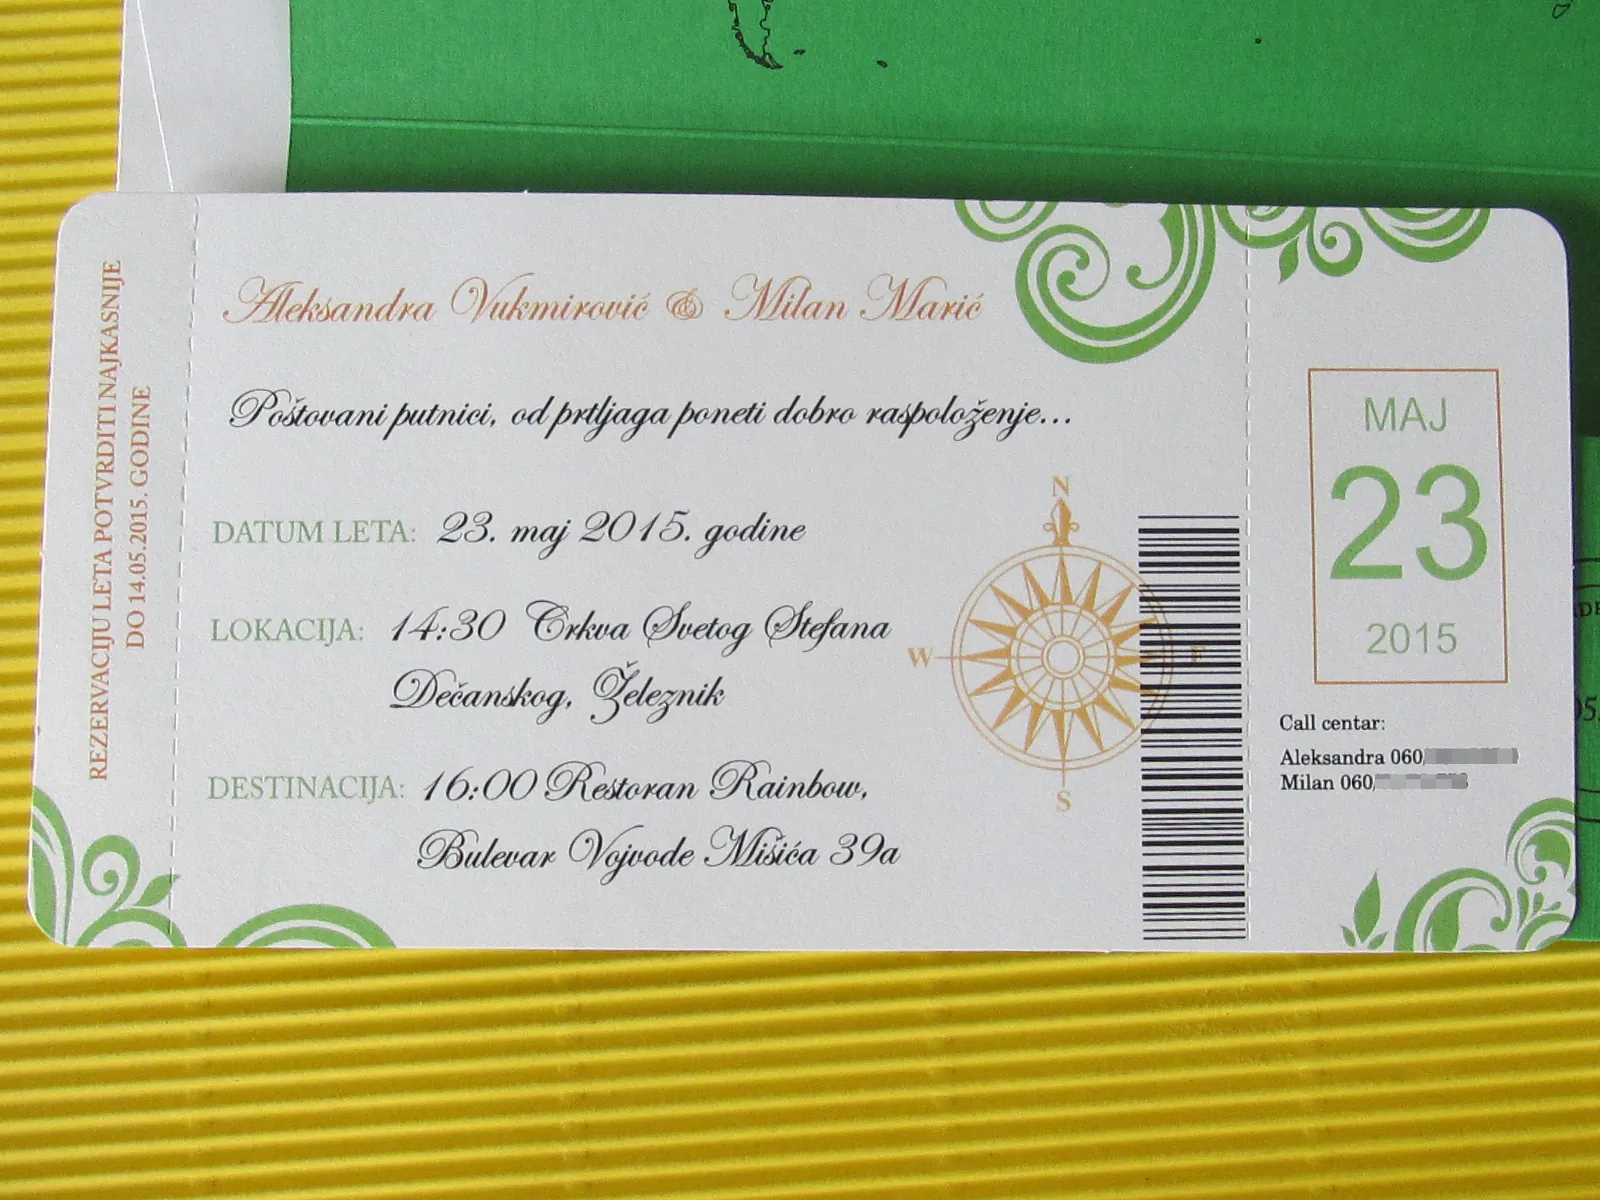 REZERVACIJU LETA POTVRDITI NAJKASNIJE
DO 14.05.2015. GODINE
Aleksandra Vukmirović & Milan Marić
Poštovani putnici, od prtljaga poneti dobro raspoloženje...
DATUM LETA: 23. maj 2015. godine
LOKACIJA: 14:30 Crkva Svetog Stefana
Dečanskog, Železnik
DESTINACIJA: 16:00 Restoran Rainbow,
Bulevar Vojvode Mišića 39a
N
W E
S
MAJ
23
2015
Call centar:
Aleksandra 060/
Milan 060/